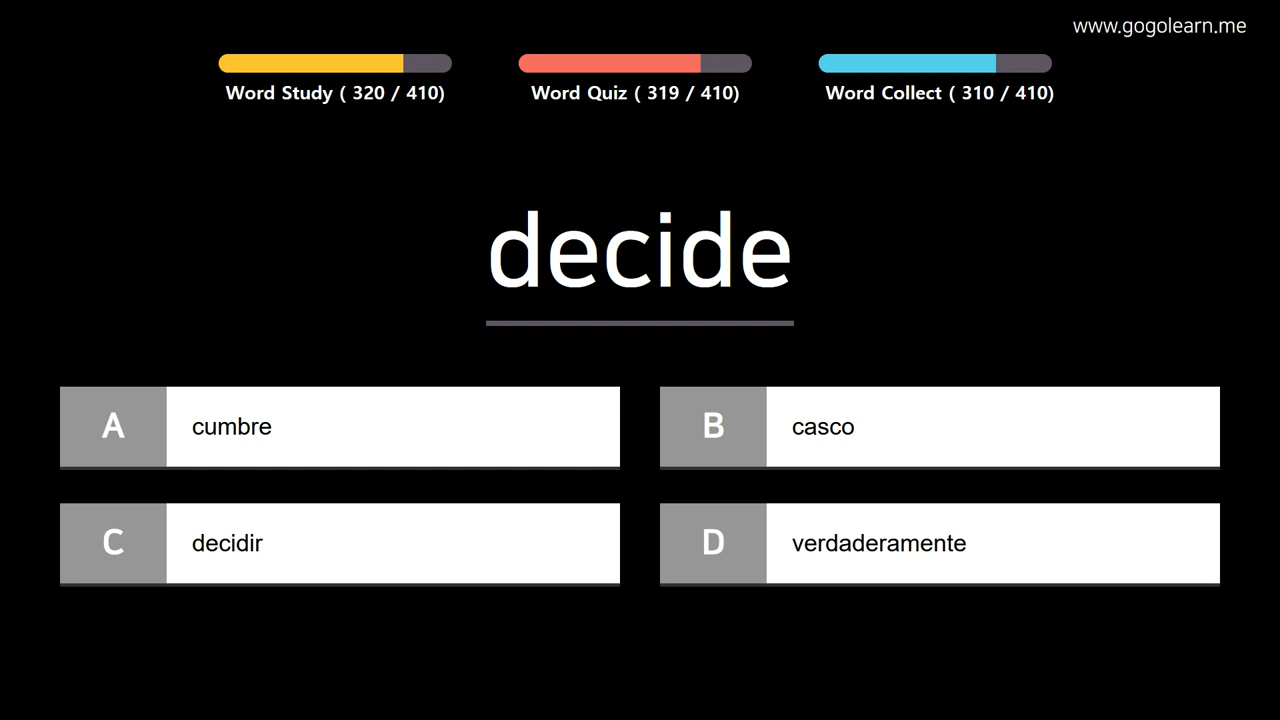 www.gogolearn.me
Word Study ( 320 / 410)
Word Quiz ( 319 / 410)
Word Collect ( 310 / 410)
decide
A cumbre
B casco
C decidir
D verdaderamente